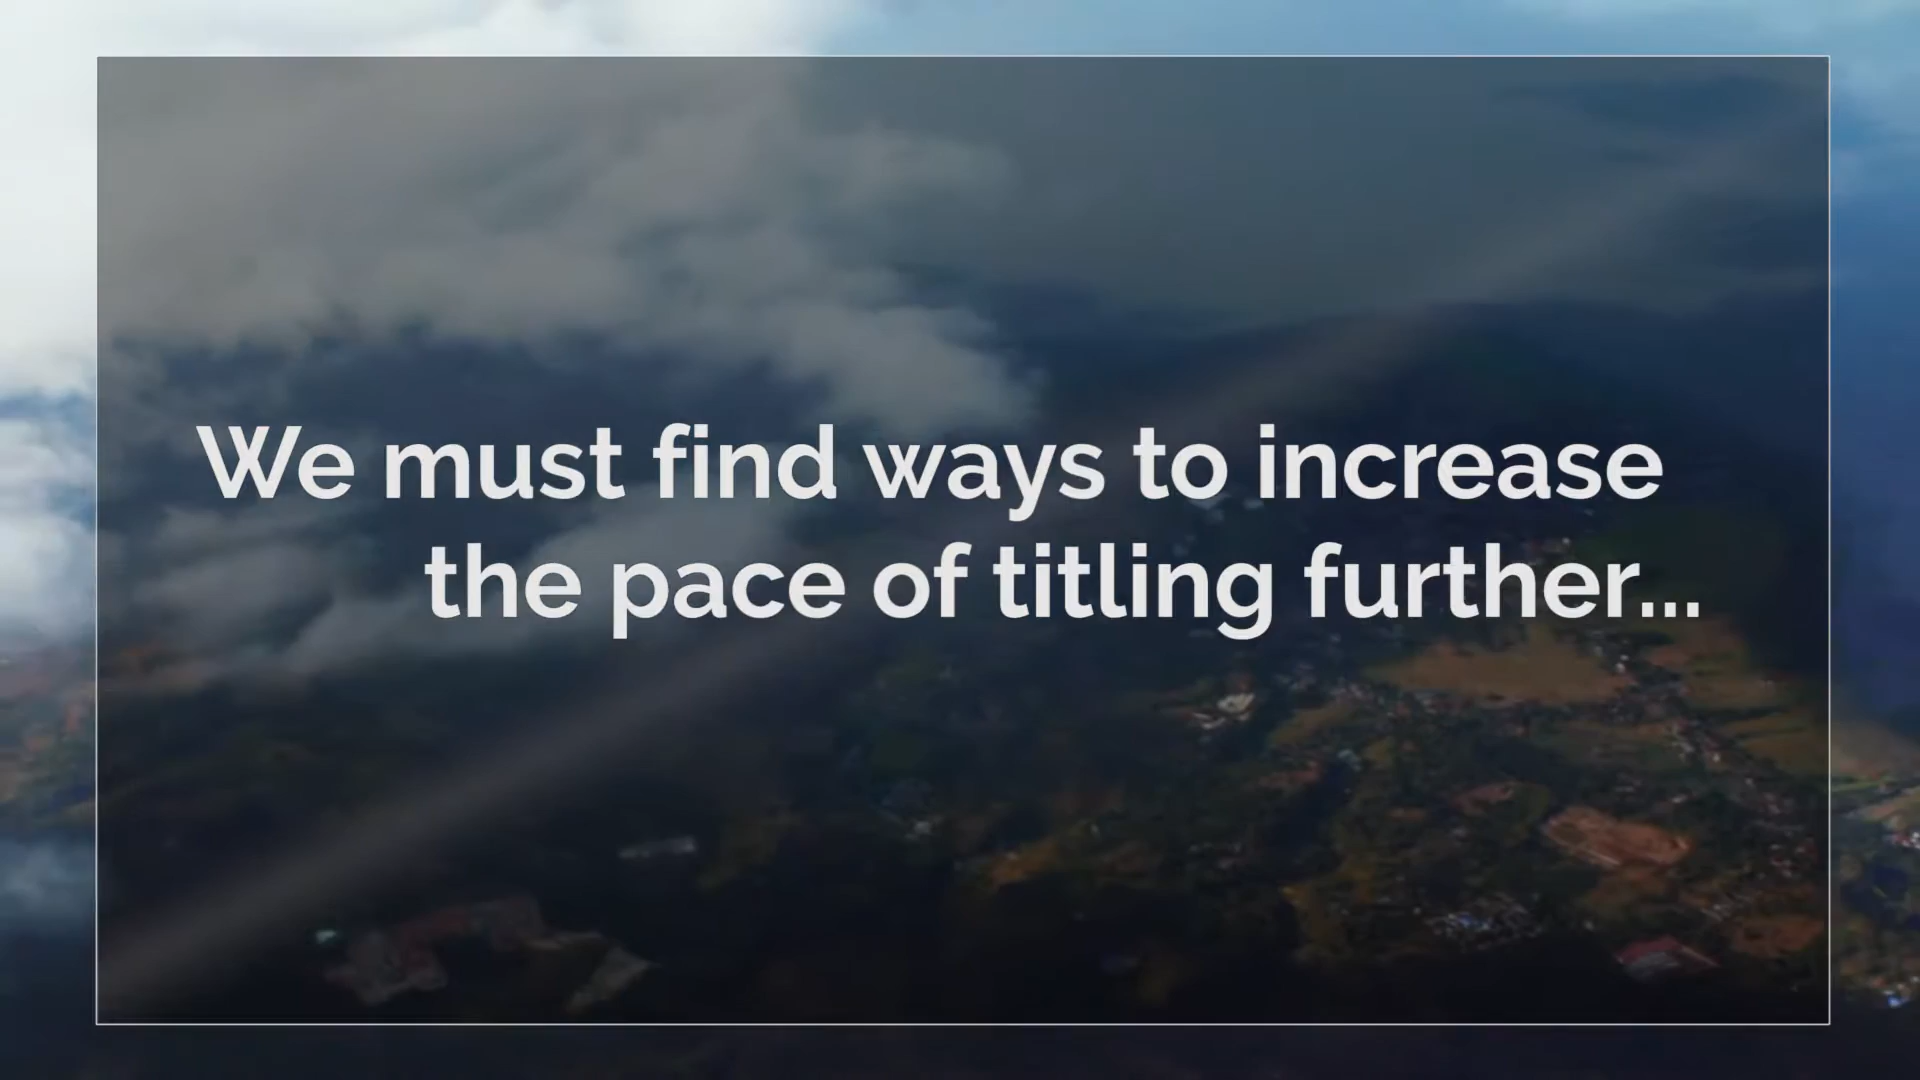 We must find ways to increase
the pace of titling further...